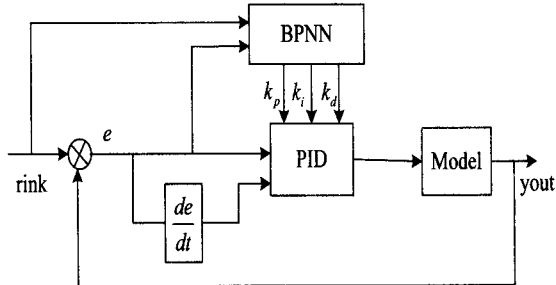 BPNN
k_p k_i k_d
e
PID
Model
rink
yout
de
dt